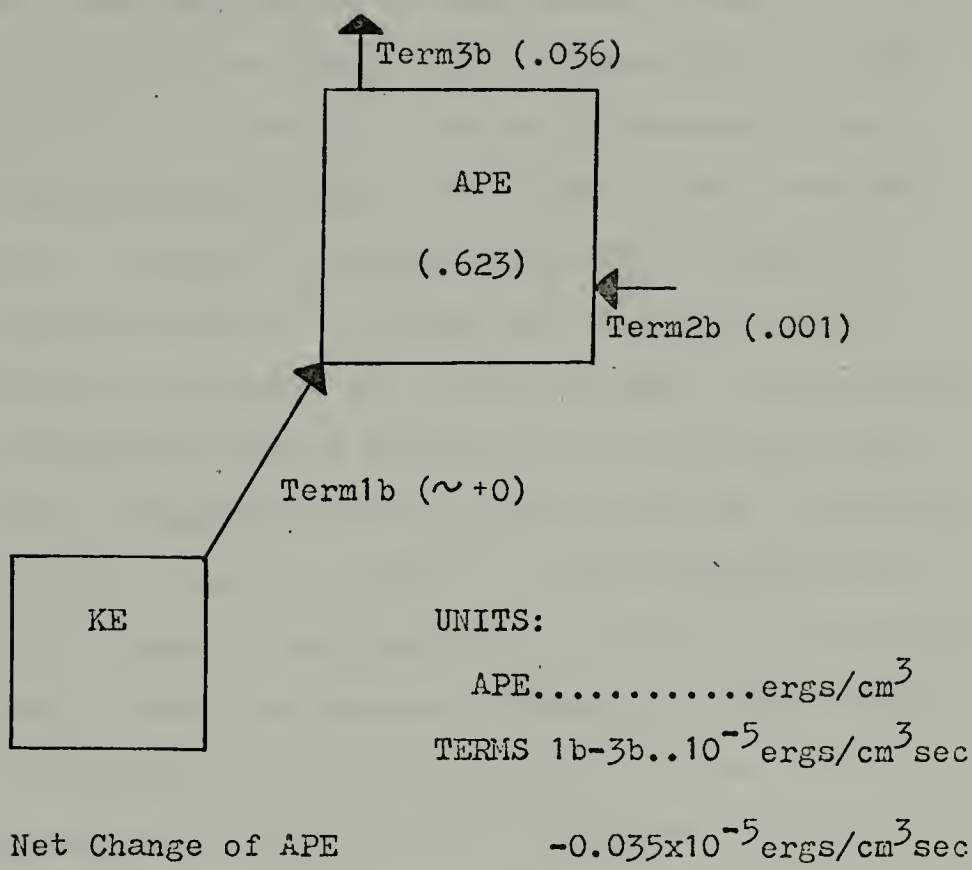 Term3b (.036)
APE
(.623)
Term2b (.001)
Term1b (~ +0)
KE
UNITS:
APE.............ergs/cm³
TERMS 1b-3b..10⁻⁵ergs/cm³sec
Net Change of APE -0.035x10⁻⁵ergs/cm³sec